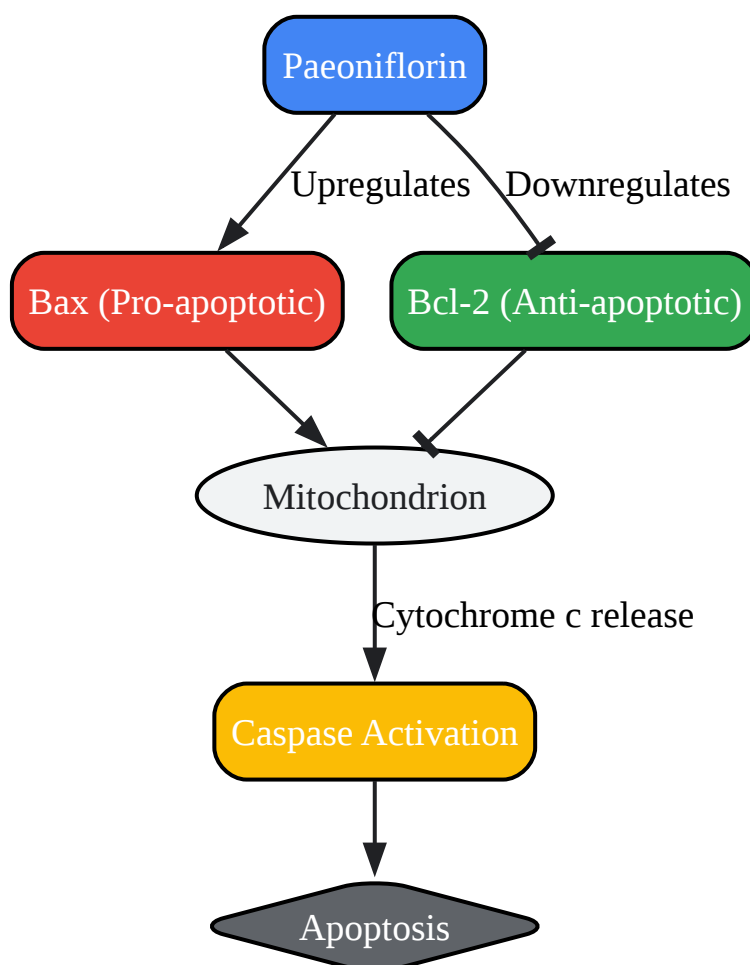 Paeoniflorin
Upregulates
Downregulates
Bax (Pro-apoptotic)
Bcl-2 (Anti-apoptotic)
Mitochondrion
Cytochrome c release
Caspase Activation
Apoptosis